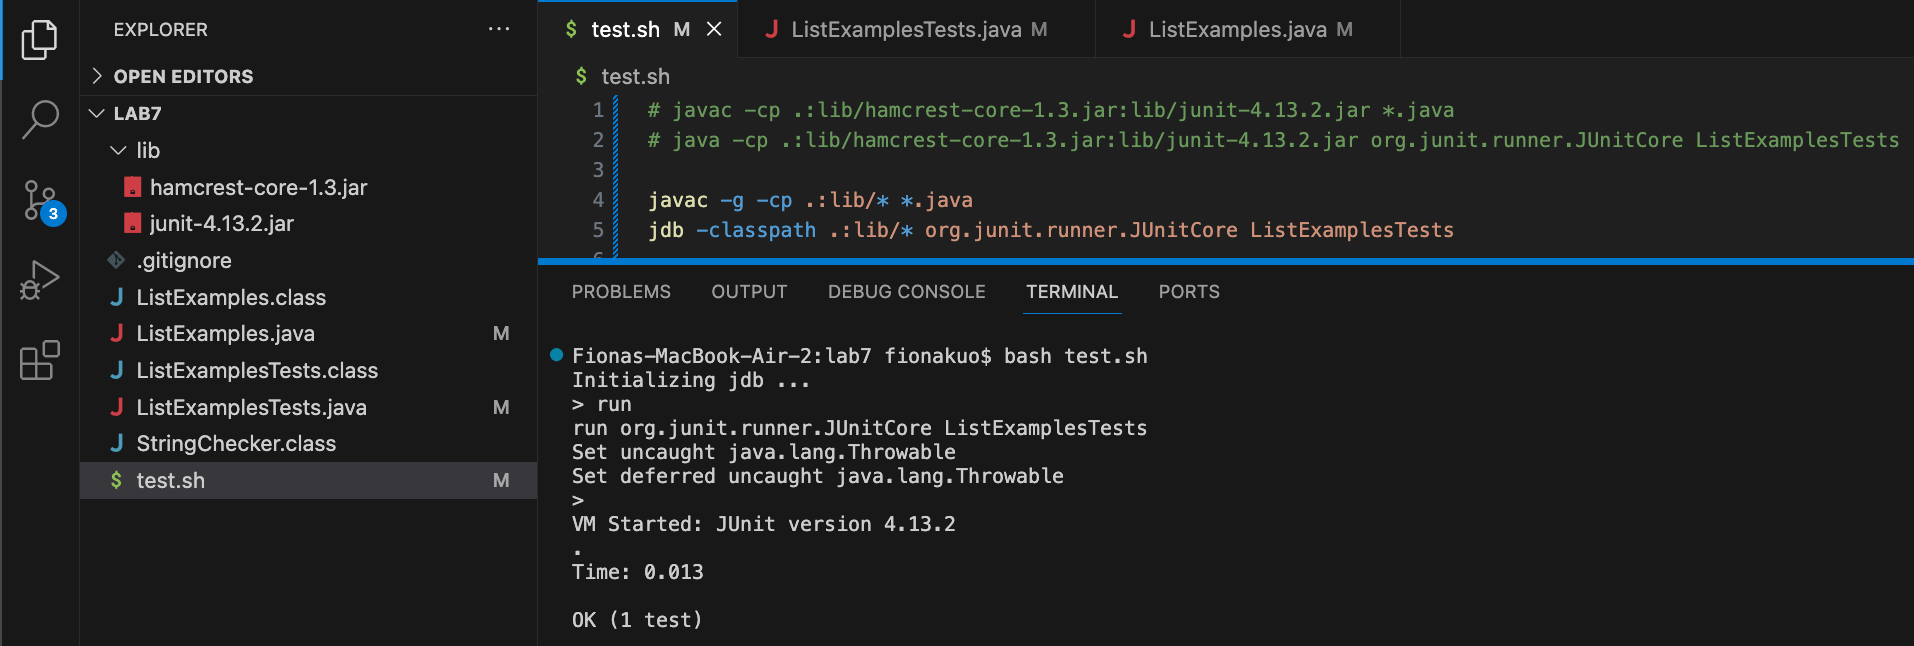 EXPLORER
...
OPEN EDITORS
LAB7
lib
hamcrest-core-1.3.jar
junit-4.13.2.jar
.gitignore
ListExamples.class
ListExamples.java M
ListExamplesTests.class
ListExamplesTests.java M
StringChecker.class
$ test.sh M
3
$ test.sh M
J ListExamplesTests.java M
J ListExamples.java M
$ test.sh
1 # javac -cp .:lib/hamcrest-core-1.3.jar:lib/junit-4.13.2.jar *.java
2 # java -cp .:lib/hamcrest-core-1.3.jar:lib/junit-4.13.2.jar org.junit.runner.JUnitCore ListExamplesTests
3
4 javac -g -cp .:lib/* *.java
5 jdb -classpath .:lib/* org.junit.runner.JUnitCore ListExamplesTests
6
PROBLEMS OUTPUT DEBUG CONSOLE TERMINAL PORTS
Fionas-MacBook-Air-2:lab7 fionakuo$ bash test.sh
Initializing jdb ...
> run
run org.junit.runner.JUnitCore ListExamplesTests
Set uncaught java.lang.Throwable
Set deferred uncaught java.lang.Throwable
>
VM Started: JUnit version 4.13.2
.
Time: 0.013
OK (1 test)